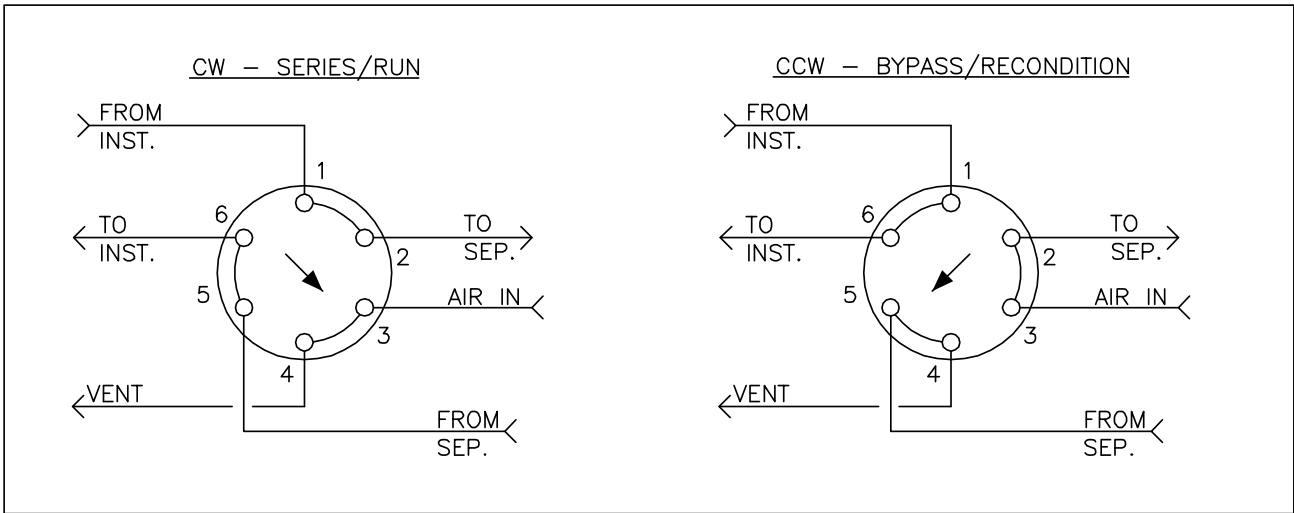 CW – SERIES/RUN
FROM
INST.
1
6
TO
INST.
TO
SEP.
2
5
AIR IN
3
4
VENT
FROM
SEP.
CCW – BYPASS/RECONDITION
FROM
INST.
1
6
TO
INST.
TO
SEP.
2
5
AIR IN
3
4
VENT
FROM
SEP.